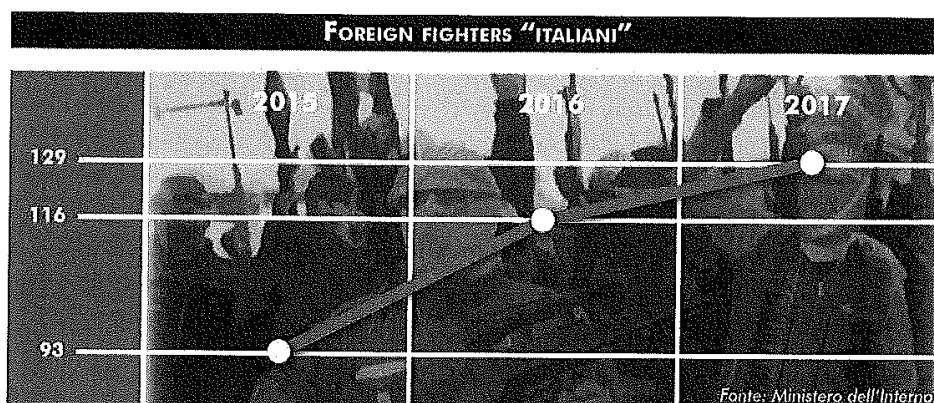 FOREIGN FIGHTERS "ITALIANI"
2015 2016 2017
129
116
93
Fonte: Ministero dell'Interno